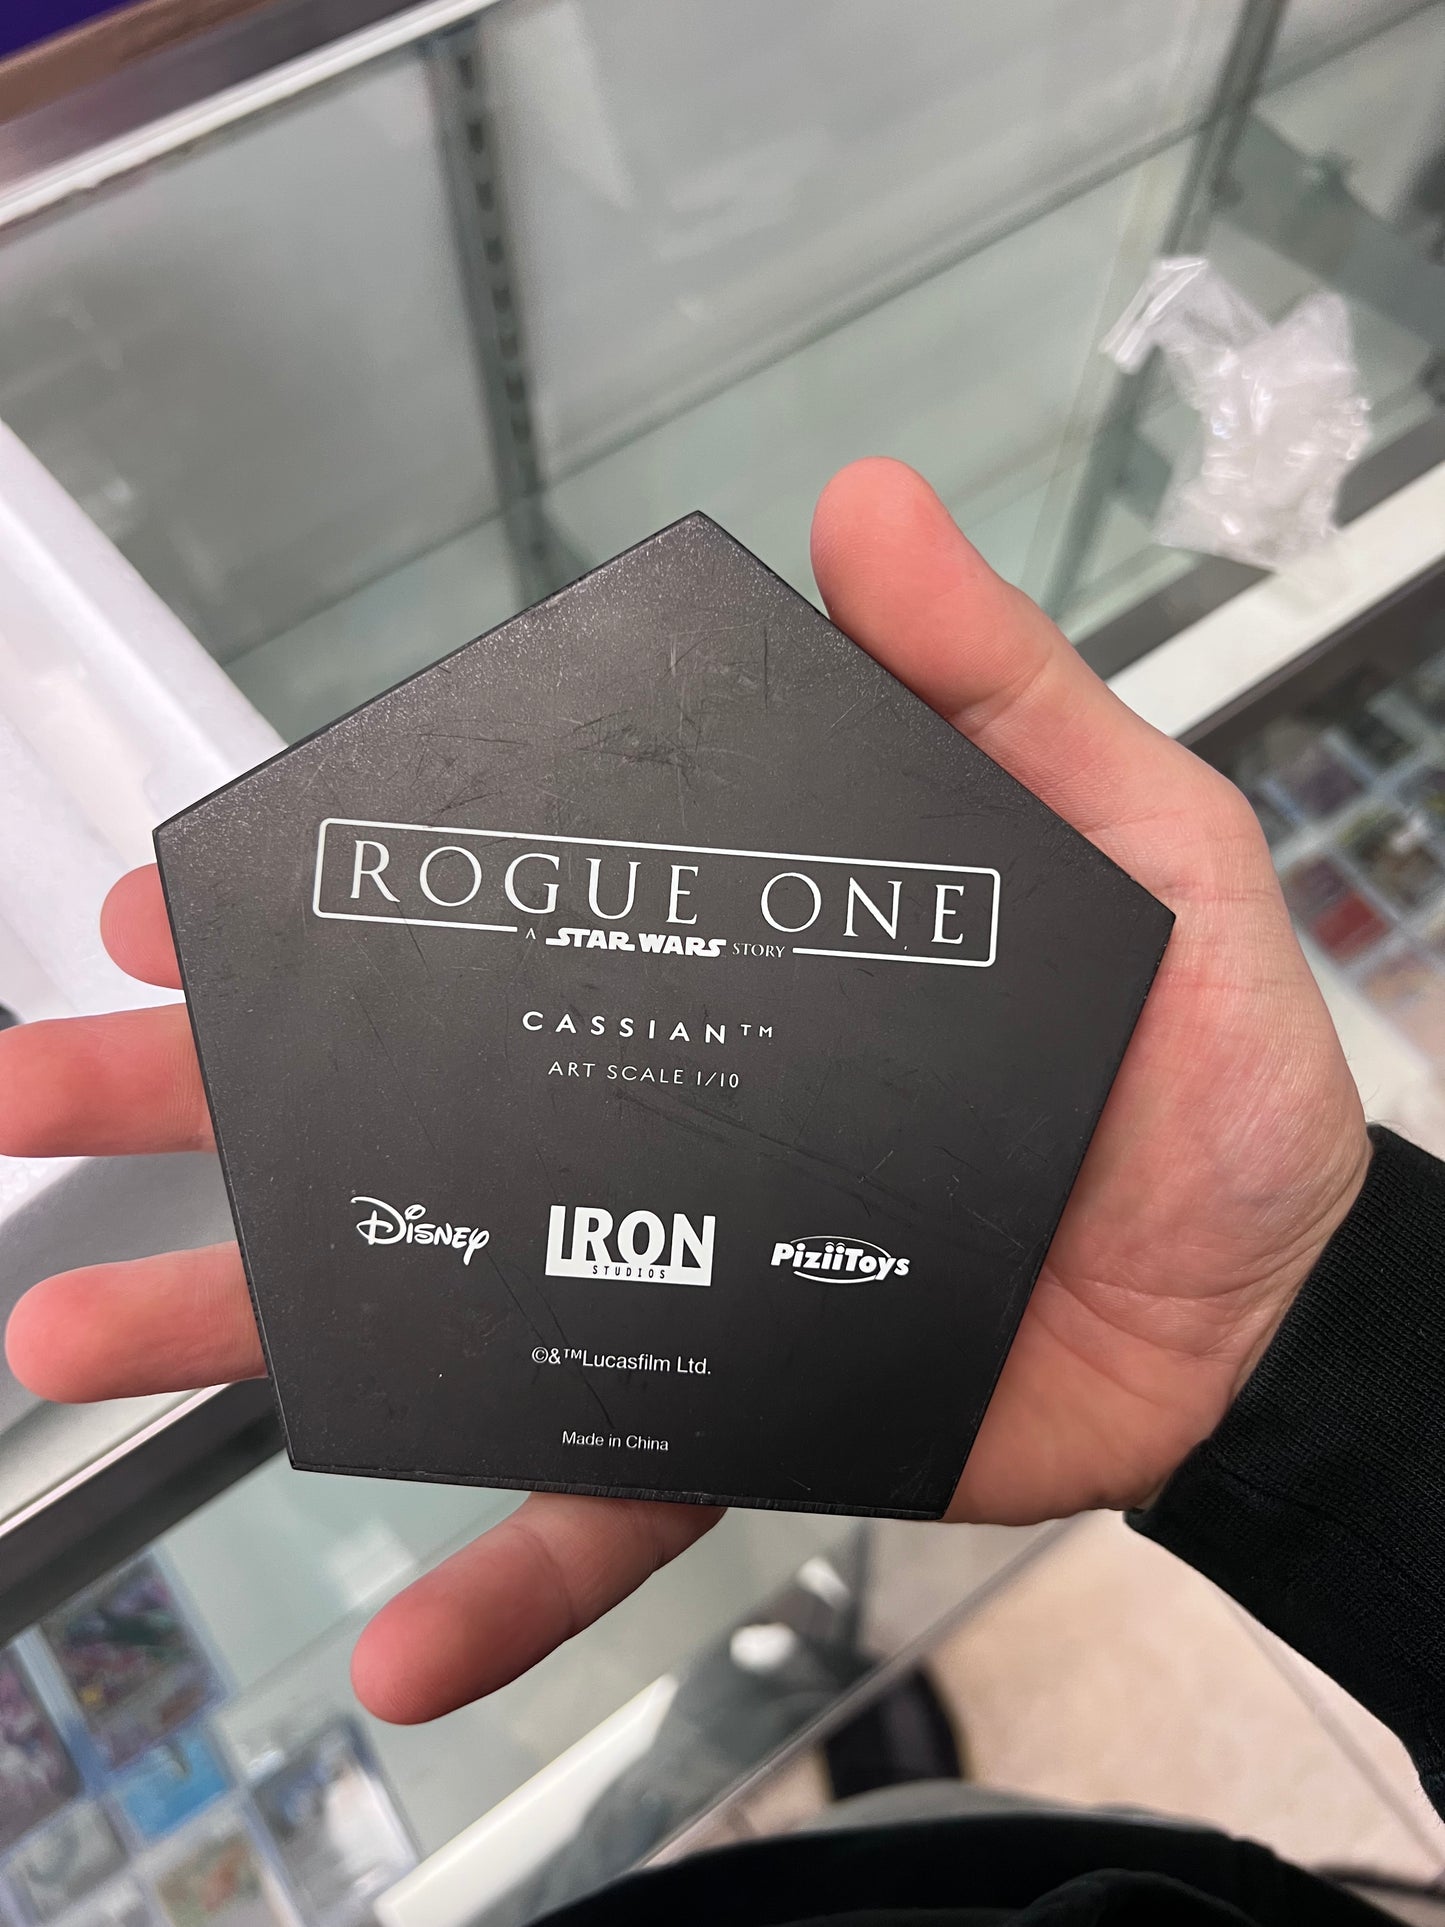 ROGUE ONE
A STAR WARS STORY
CASSIAN™
ART SCALE 1/10
DISNEY
IRON
STUDIOS
PiziiToys
©&™Lucasfilm Ltd.
Made in China